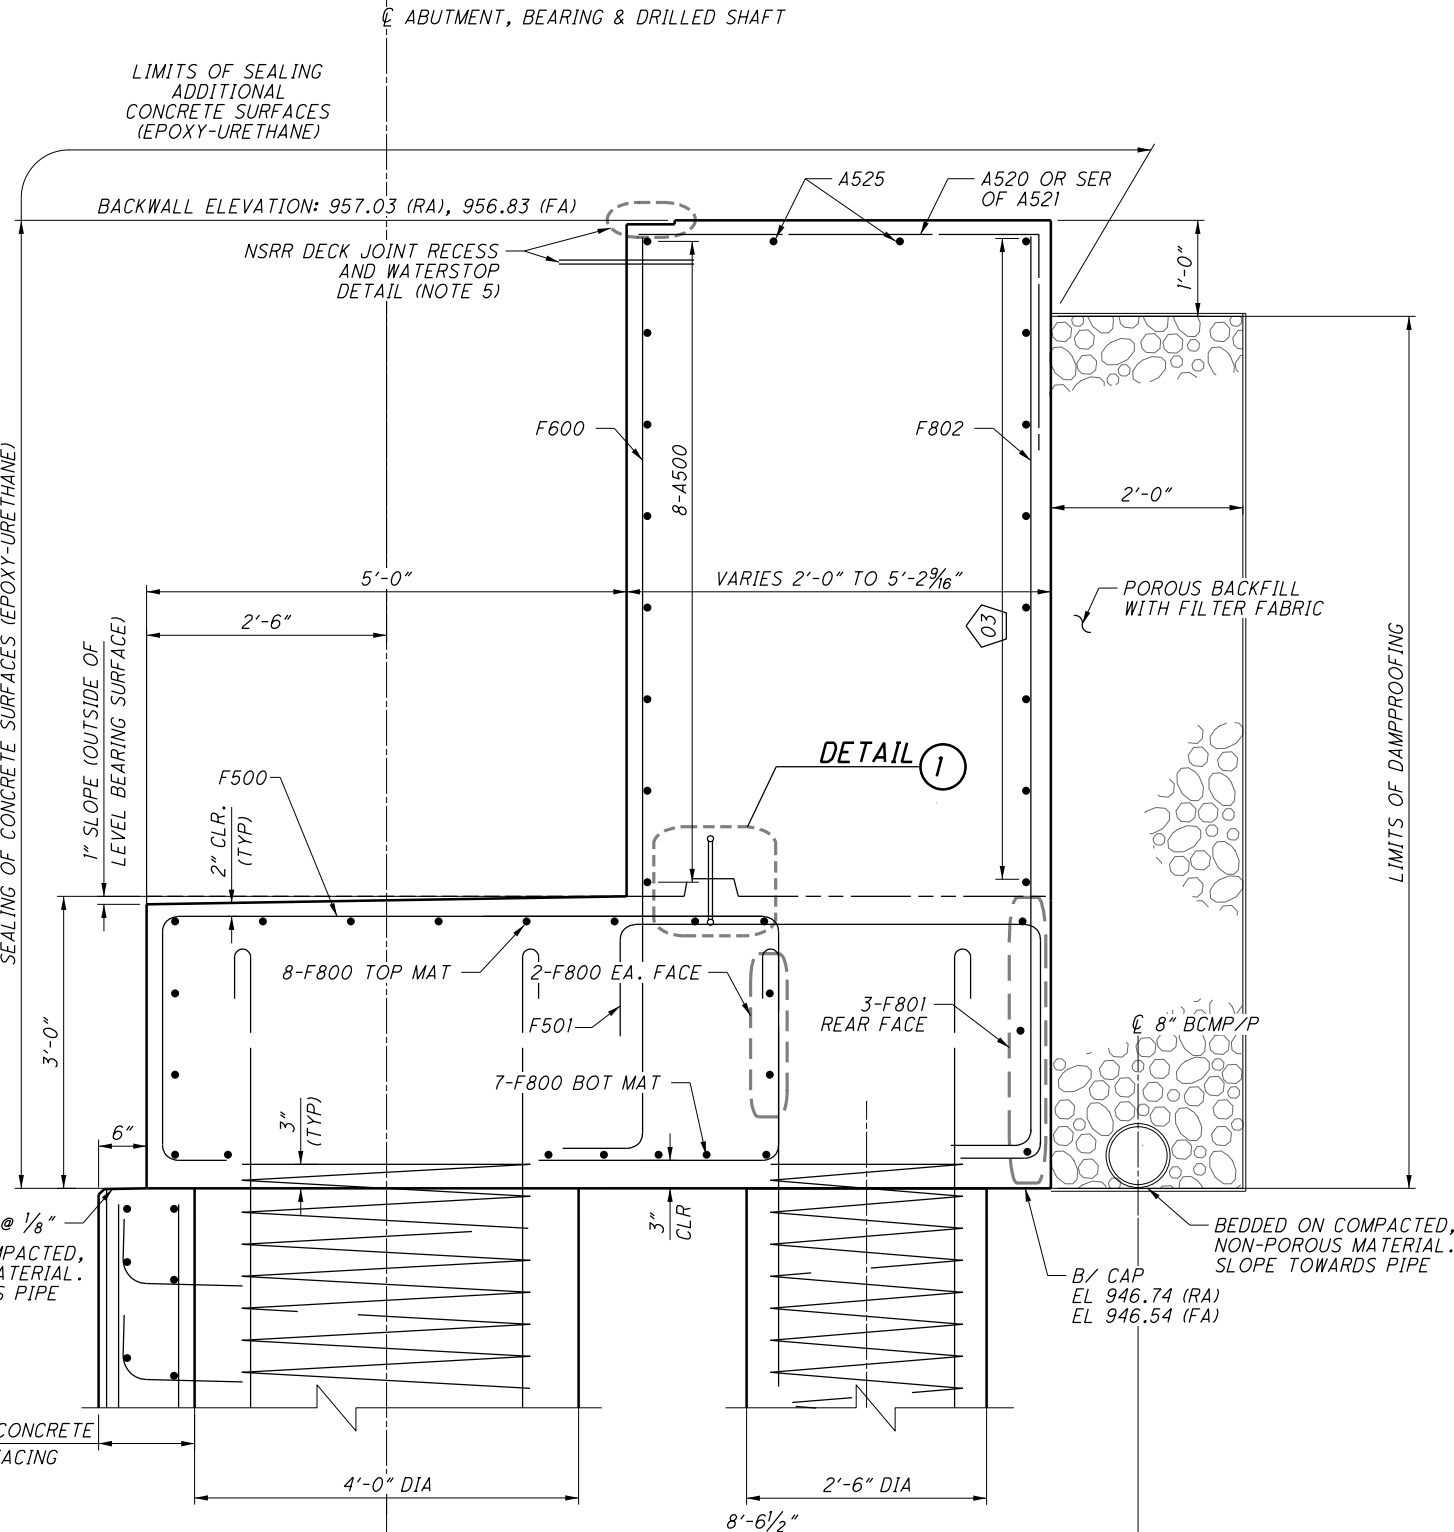 ℄ ABUTMENT, BEARING & DRILLED SHAFT
LIMITS OF SEALING
ADDITIONAL
CONCRETE SURFACES
(EPOXY-URETHANE)
BACKWALL ELEVATION: 957.03 (RA), 956.83 (FA)
A525
A520 OR SER
OF A521
NSRR DECK JOINT RECESS
AND WATERSTOP
DETAIL (NOTE 5)
1'-0"
F600
F802
8-A500
2'-0"
5'-0"
VARIES 2'-0" TO 5'-2 9/16"
2'-6"
03
POROUS BACKFILL
WITH FILTER FABRIC
SEALING OF CONCRETE SURFACES (EPOXY-URETHANE)
1" SLOPE (OUTSIDE OF
LEVEL BEARING SURFACE)
LIMITS OF DAMPPROOFING
DETAIL 1
F500
2" CLR.
(TYP)
8-F800 TOP MAT
2-F800 EA. FACE
3-F801
REAR FACE
F501
℄ 8" BCMP/P
3'-0"
7-F800 BOT MAT
3"
(TYP)
6"
3"
CLR
@ 1/8"
MPACTED,
ATERIAL.
S PIPE
BEDDED ON COMPACTED,
NON-POROUS MATERIAL.
SLOPE TOWARDS PIPE
B/ CAP
EL 946.74 (RA)
EL 946.54 (FA)
CONCRETE
ACING
4'-0" DIA
2'-6" DIA
8'-6 1/2"